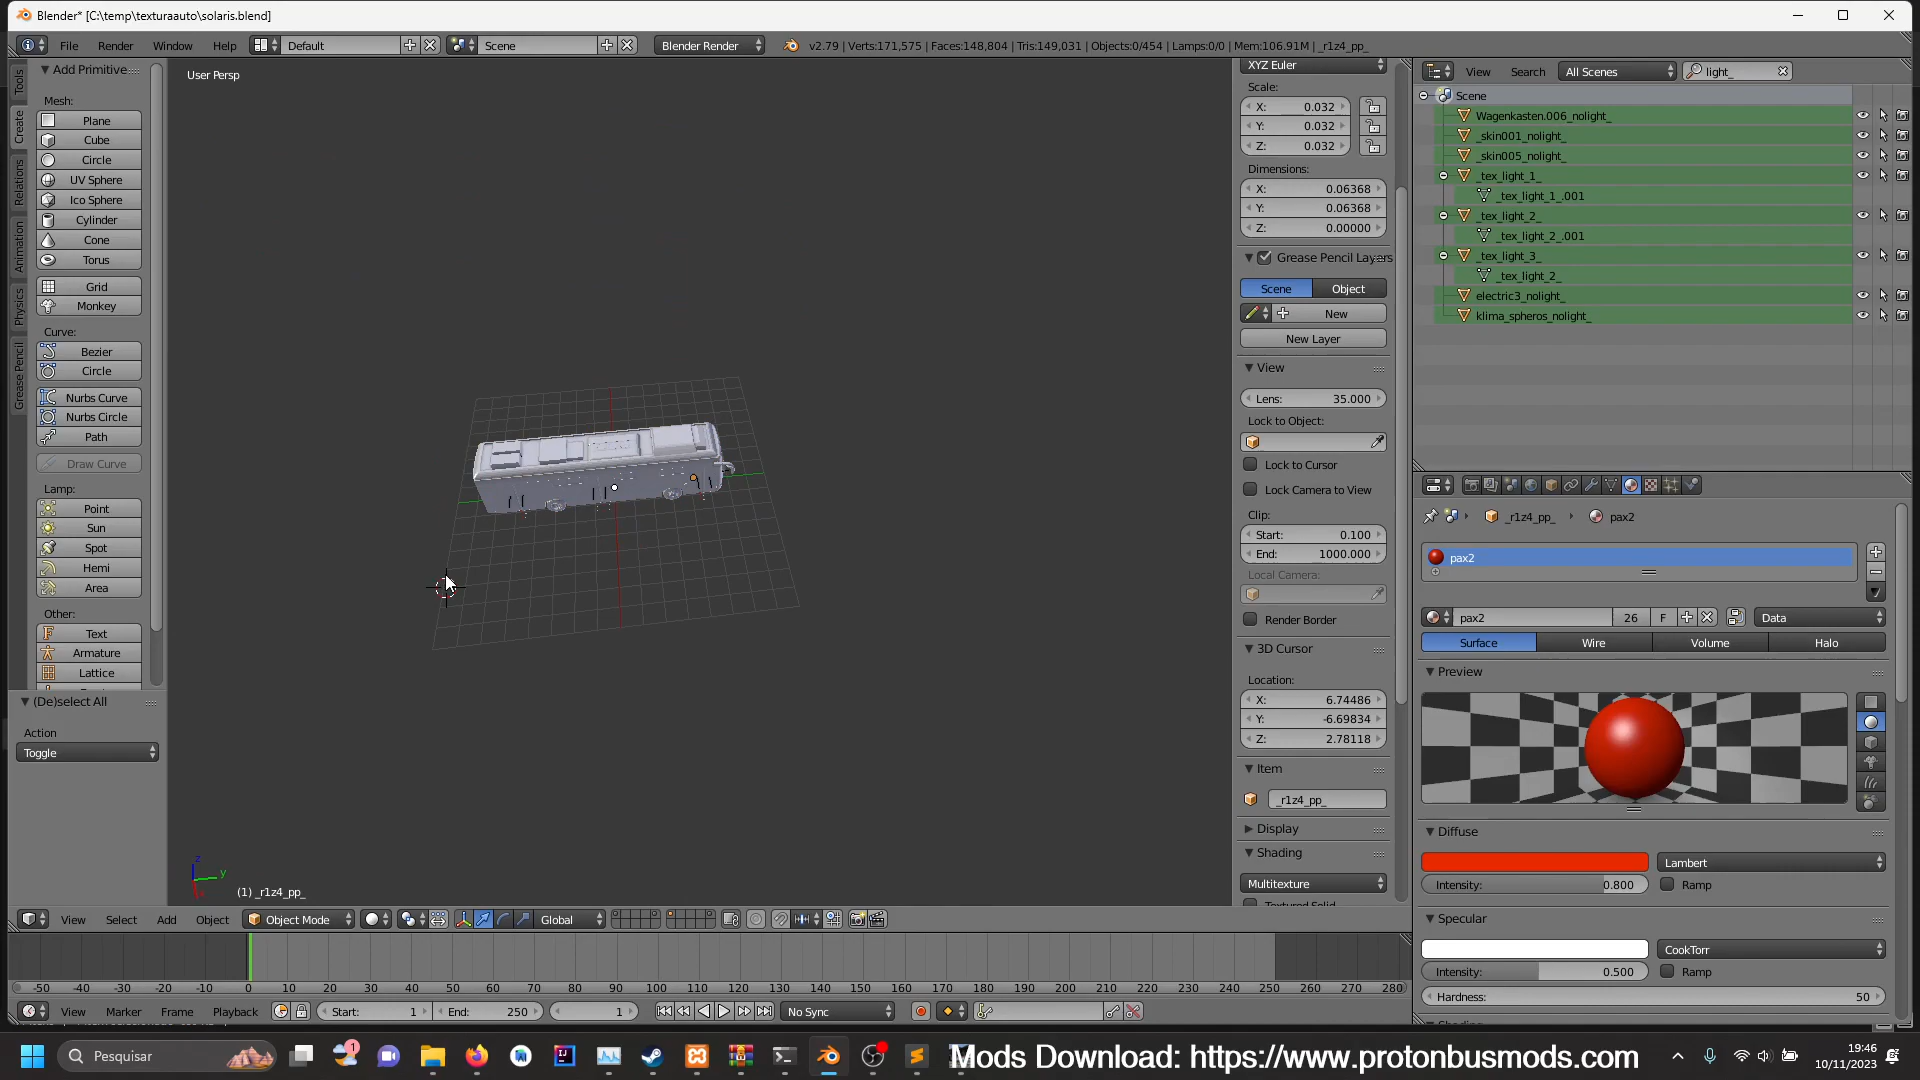 Blender* [C:\temp\texturaauto\solaris.blend]
File Render Window Help Default Scene Blender Render v2.79 | Verts:171,575 | Faces:148,804 | Tris:149,031 | Objects:0/454 | Lamps:0/0 | Mem:106.91M | _r1z4_pp_
Tools
Create
Relations
Animation
Physics
Grease Pencil
Add Primitive
Mesh:
Plane
Cube
Circle
UV Sphere
Ico Sphere
Cylinder
Cone
Torus
Grid
Monkey
Curve:
Bezier
Circle
Nurbs Curve
Nurbs Circle
Path
Draw Curve
Lamp:
Point
Sun
Spot
Hemi
Area
Other:
Text
Armature
Lattice
(De)select All
Action
Toggle
User Persp
z
y
(1) _r1z4_pp_
XYZ Euler
Scale:
X: 0.032
Y: 0.032
Z: 0.032
Dimensions:
X: 0.06368
Y: 0.06368
Z: 0.00000
Grease Pencil Layers
Scene Object
New
New Layer
View
Lens: 35.000
Lock to Object:
Lock to Cursor
Lock Camera to View
Clip:
Start: 0.100
End: 1000.000
Local Camera:
Render Border
3D Cursor
Location:
X: 6.74486
Y: -6.69834
Z: 2.78118
Item
_r1z4_pp_
Display
Shading
Multitexture
Textured Solid
View Search All Scenes light_
Scene
Wagenkasten.006_nolight_
_skin001_nolight_
_skin005_nolight_
_tex_light_1_
_tex_light_1_.001
_tex_light_2_
_tex_light_2_.001
_tex_light_3_
_tex_light_2_
electric3_nolight_
klima_spheros_nolight_
_r1z4_pp_ pax2
pax2
pax2 26 F Data
Surface Wire Volume Halo
Preview
Diffuse
Lambert
Intensity: 0.800 Ramp
Specular
CookTorr
Intensity: 0.500 Ramp
Hardness: 50
View Select Add Object Object Mode Global
-50 -40 -30 -20 -10 0 10 20 30 40 50 60 70 80 90 100 110 120 130 140 150 160 170 180 190 200 210 220 230 240 250 260 270 280
View Marker Frame Playback Start: 1 End: 250 1 No Sync
Pesquisar 1 Mods Download: https://www.protonbusmods.com 19:46
10/11/2023